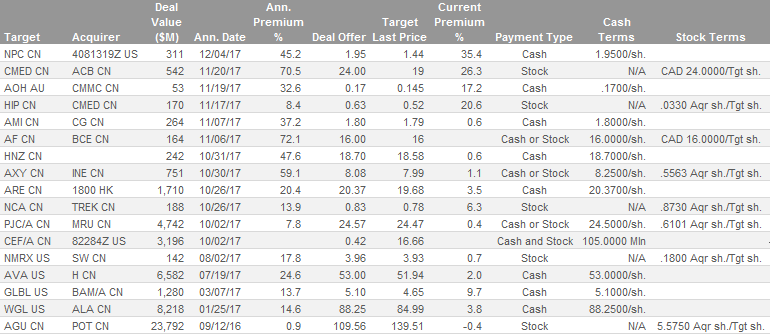 Target Acquirer Deal Value ($M) Ann. Date Ann. Premium % Deal Offer Target Last Price Current Premium % Payment Type Cash Terms Stock Terms
NPC CN 4081319Z US 311 12/04/17 45.2 1.95 1.44 35.4 Cash 1.9500/sh.
CMED CN ACB CN 542 11/20/17 70.5 24.00 19 26.3 Stock N/A CAD 24.0000/Tgt sh.
AOH AU CMMC CN 53 11/19/17 32.6 0.17 0.145 17.2 Cash .1700/sh.
HIP CN CMED CN 170 11/17/17 8.4 0.63 0.52 20.6 Stock N/A .0330 Aqr sh./Tgt sh.
AMI CN CG CN 264 11/07/17 37.2 1.80 1.79 0.6 Cash 1.8000/sh.
AF CN BCE CN 164 11/06/17 72.1 16.00 16 Cash or Stock 16.0000/sh. CAD 16.0000/Tgt sh.
HNZ CN 242 10/31/17 47.6 18.70 18.58 0.6 Cash 18.7000/sh.
AXY CN INE CN 751 10/30/17 59.1 8.08 7.99 1.1 Cash or Stock 8.2500/sh. .5563 Aqr sh./Tgt sh.
ARE CN 1800 HK 1,710 10/26/17 20.4 20.37 19.68 3.5 Cash 20.3700/sh.
NCA CN TREK CN 188 10/26/17 13.9 0.83 0.78 6.3 Stock N/A .8730 Aqr sh./Tgt sh.
PJC/A CN MRU CN 4,742 10/02/17 7.8 24.57 24.47 0.4 Cash or Stock 24.5000/sh. .6101 Aqr sh./Tgt sh.
CEF/A CN 82284Z US 3,196 10/02/17 0.42 16.66 Cash and Stock 105.0000 Mln -
NMRX US SW CN 142 08/02/17 17.8 3.96 3.93 0.7 Stock N/A .1800 Aqr sh./Tgt sh.
AVA US H CN 6,582 07/19/17 24.6 53.00 51.94 2.0 Cash 53.0000/sh.
GLBL US BAM/A CN 1,280 03/07/17 13.7 5.10 4.65 9.7 Cash 5.1000/sh.
WGL US ALA CN 8,218 01/25/17 14.6 88.25 84.99 3.8 Cash 88.2500/sh.
AGU CN POT CN 23,792 09/12/16 0.9 109.56 139.51 -0.4 Stock N/A 5.5750 Aqr sh./Tgt sh.